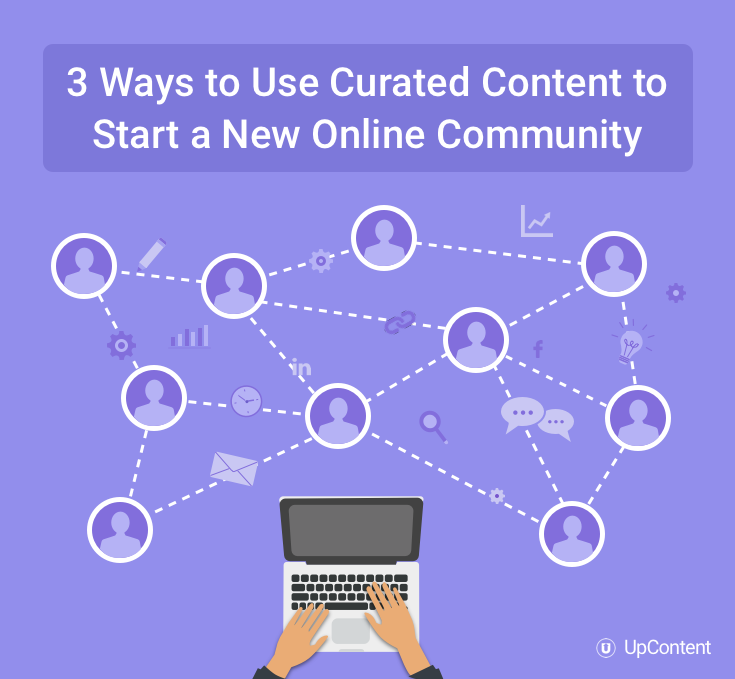 3 Ways to Use Curated Content to
Start a New Online Community
in
f
U UpContent